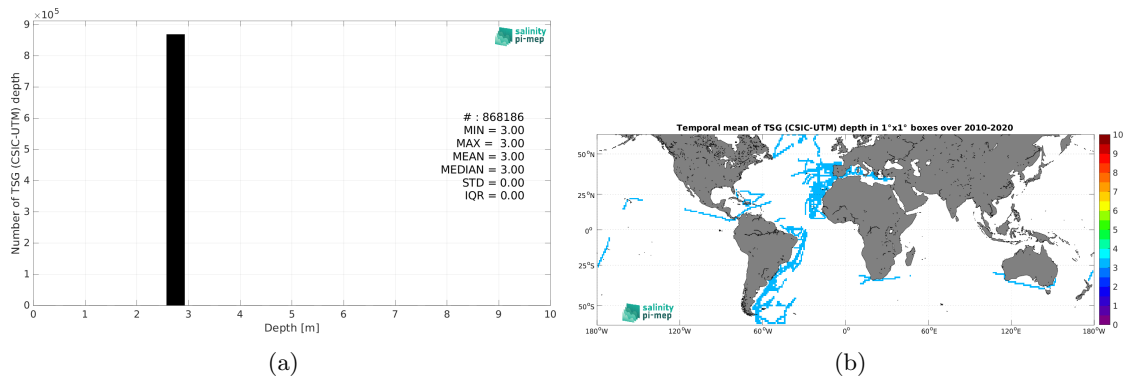 ×10⁵
9
8
7
6
5
4
3
2
1
0
Number of TSG (CSIC-UTM) depth
0 1 2 3 4 5 6 7 8 9 10
Depth [m]
salinity
pi-mep
# : 868186
MIN = 3.00
MAX = 3.00
MEAN = 3.00
MEDIAN = 3.00
STD = 0.00
IQR = 0.00
(a)
Temporal mean of TSG (CSIC-UTM) depth in 1°x1° boxes over 2010-2020
50°N
25°N
0°
25°S
50°S
180°W 120°W 60°W 0° 60°E 120°E 180°W
salinity
pi-mep
10
9
8
7
6
5
4
3
2
1
0
(b)